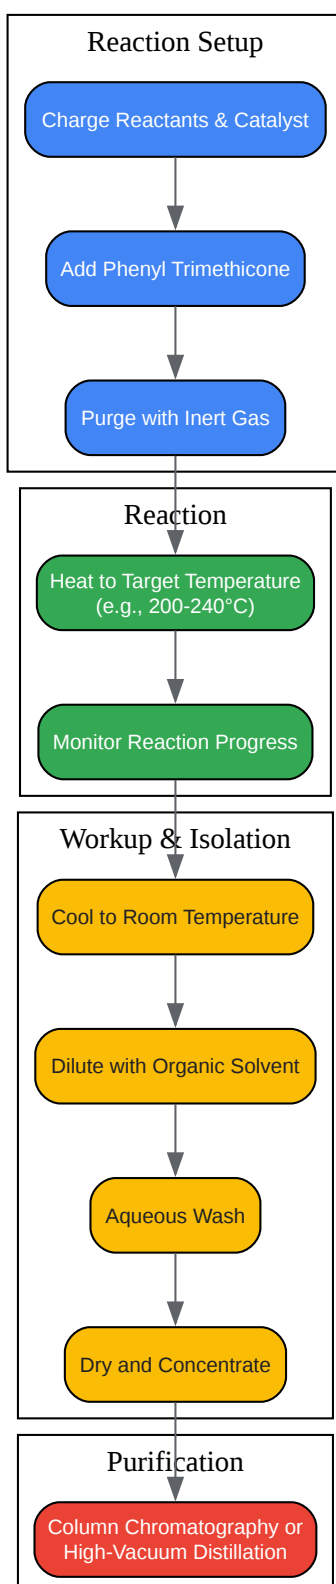 Reaction Setup
Charge Reactants & Catalyst
Add Phenyl Trimethicone
Purge with Inert Gas
Reaction
Heat to Target Temperature
(e.g., 200-240°C)
Monitor Reaction Progress
Workup & Isolation
Cool to Room Temperature
Dilute with Organic Solvent
Aqueous Wash
Dry and Concentrate
Purification
Column Chromatography or
High-Vacuum Distillation